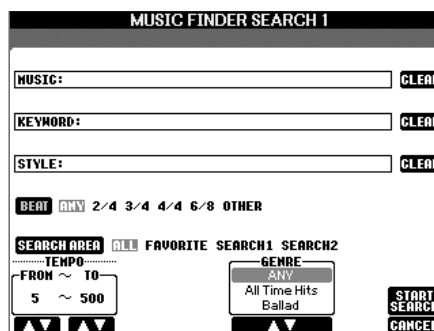 MUSIC FINDER SEARCH 1
MUSIC: CLEAR
KEYWORD: CLEAR
STYLE: CLEAR
BEAT ANY 2/4 3/4 4/4 6/8 OTHER
SEARCH AREA ALL FAVORITE SEARCH1 SEARCH2
TEMPO GENRE
FROM ~ TO ANY
5 ~ 500 All Time Hits
Ballad
START
SEARCH
CANCEL